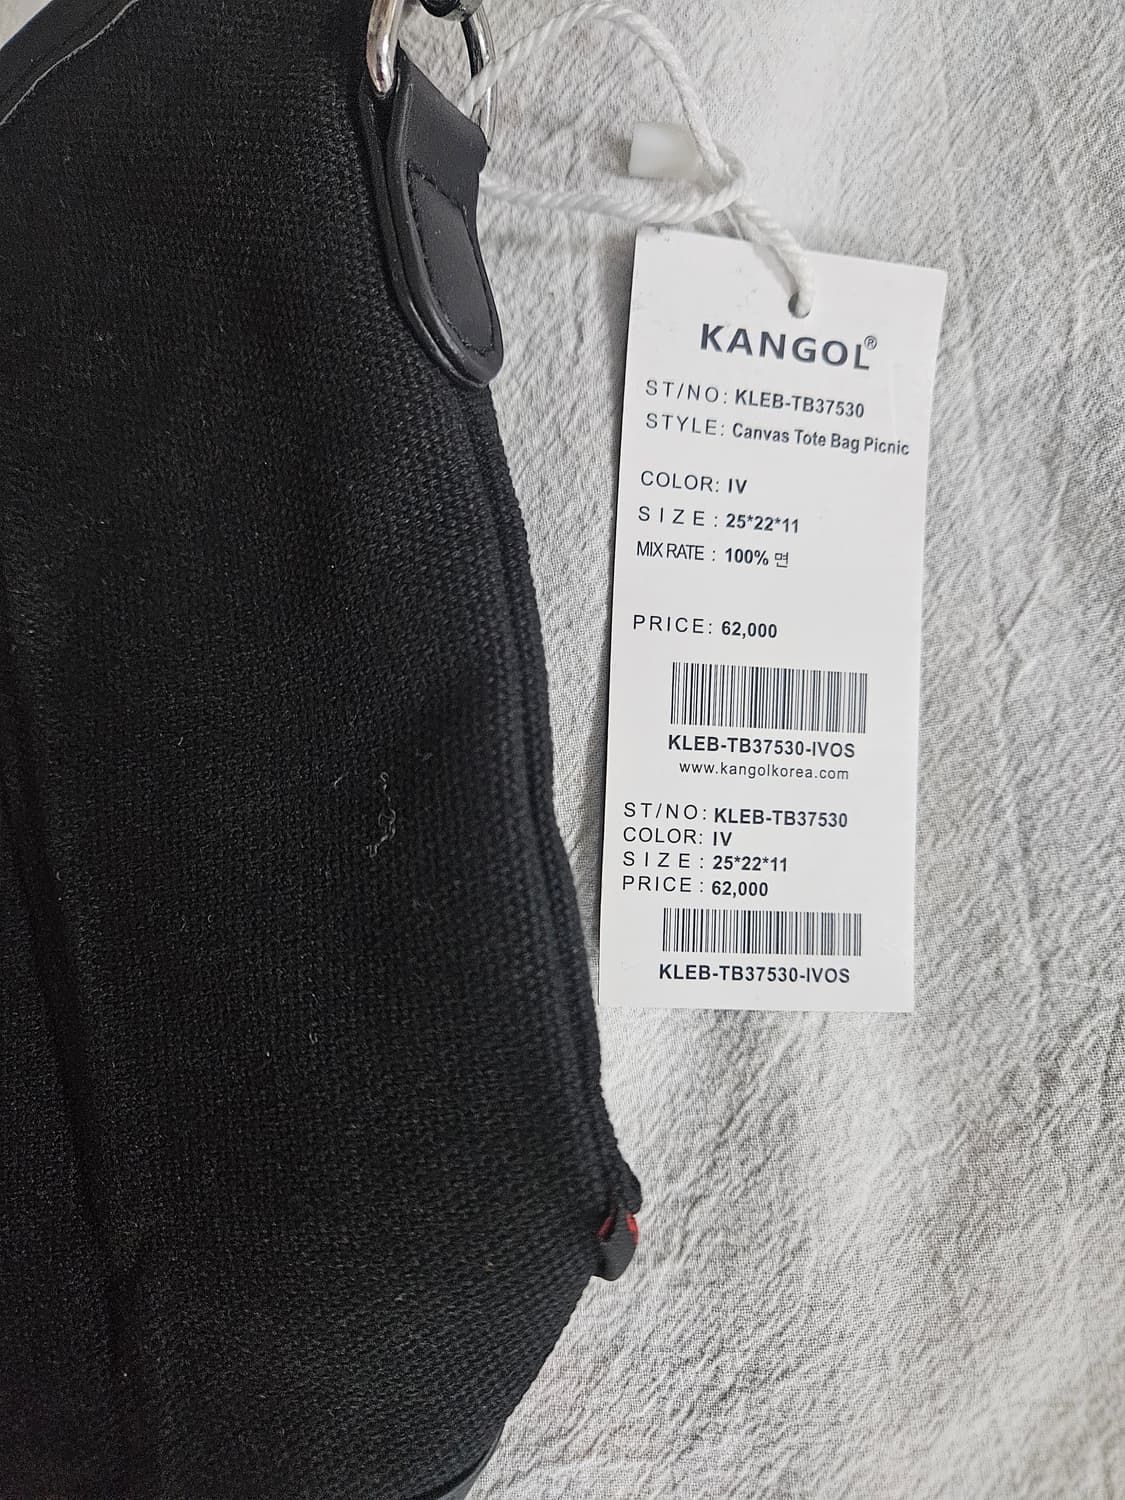 KANGOL®
ST/NO: KLEB-TB37530
STYLE: Canvas Tote Bag Picnic
COLOR: IV
SIZE: 25*22*11
MIX RATE : 100% 면
PRICE: 62,000
KLEB-TB37530-IVOS
www.kangolkorea.com
ST/NO: KLEB-TB37530
COLOR: IV
SIZE: 25*22*11
PRICE: 62,000
KLEB-TB37530-IVOS